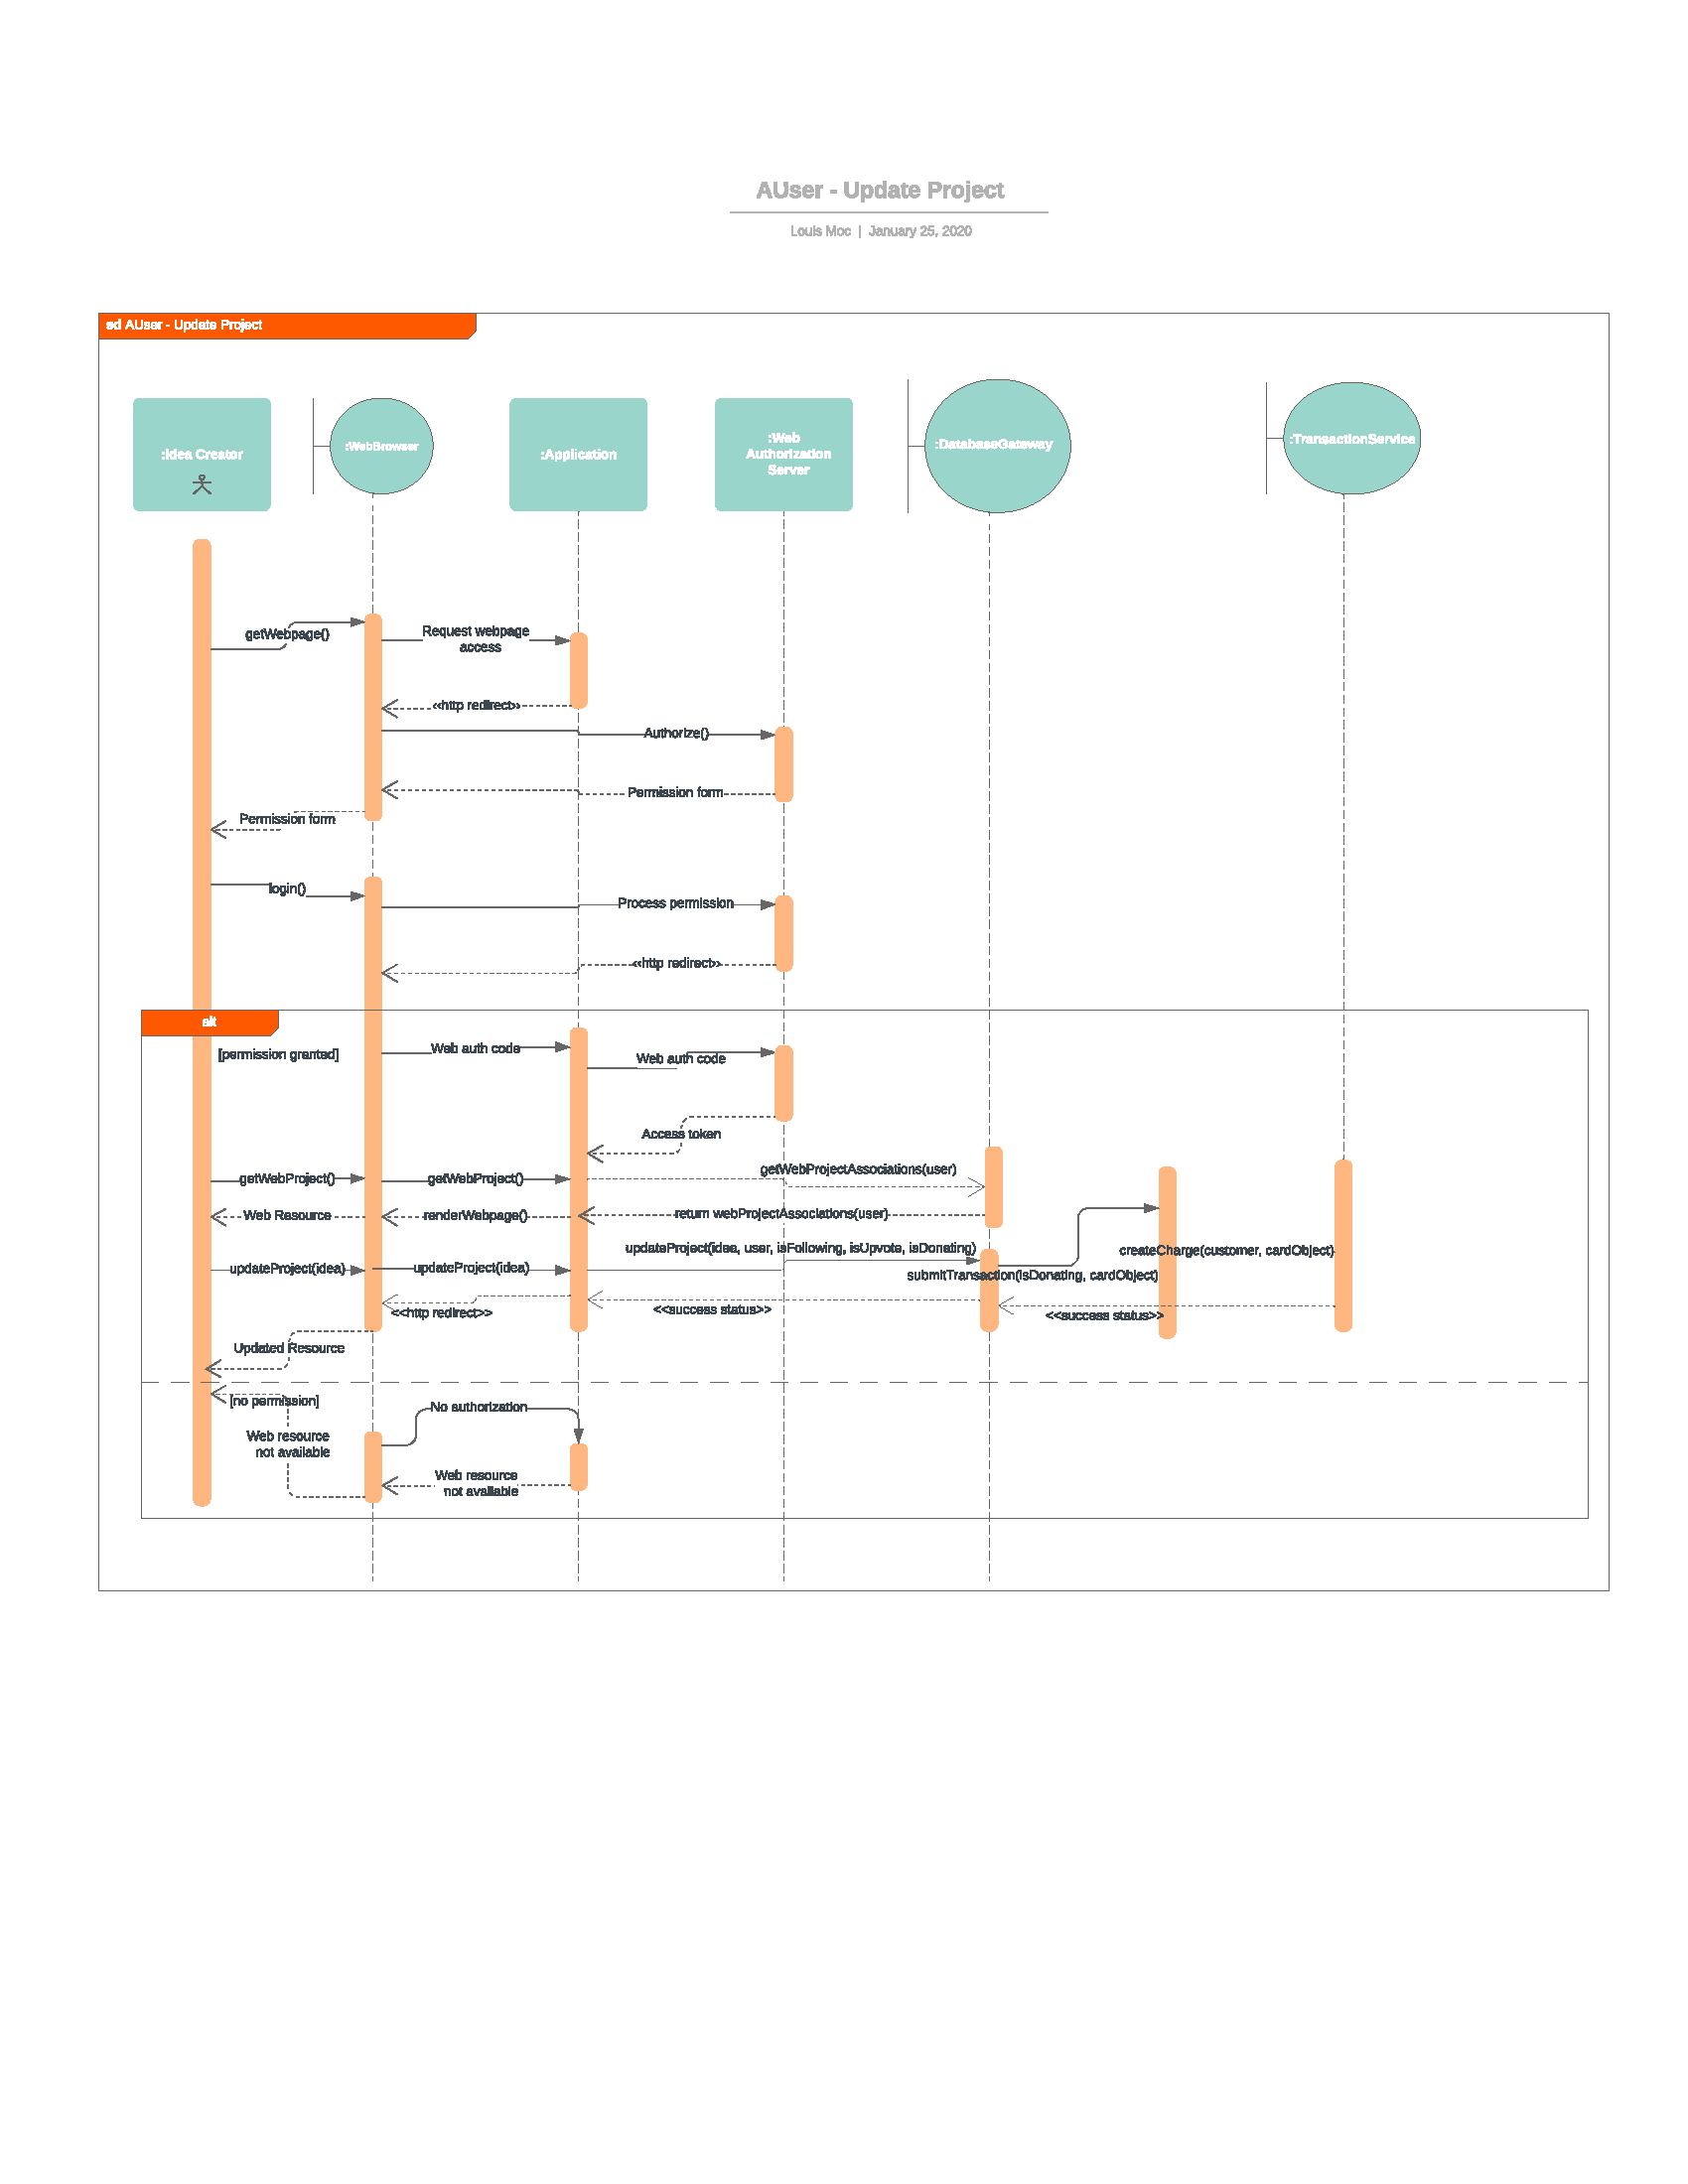 AUser - Update Project
Louis Moc | January 25, 2020
sd AUser - Update Project
:Idea Creator
:WebBrowser
:Application
:Web
Authorization
Server
:DatabaseGateway
:TransactionService
getWebpage()
Request webpage
access
<<http redirect>>
Authorize()
Permission form
Permission form
login()
Process permission
<<http redirect>>
alt
[permission granted]
Web auth code
Web auth code
Access token
getWebProject()
getWebProject()
getWebProjectAssociations(user)
Web Resource
renderWebpage()
return webProjectAssociations(user)
updateProject(idea, user, isFollowing, isUpvote, isDonating)
createCharge(customer, cardObject)
updateProject(idea)
updateProject(idea)
submitTransaction(isDonating, cardObject)
<<http redirect>>
<<success status>>
<<success status>>
Updated Resource
[no permission]
No authorization
Web resource
not available
Web resource
not available